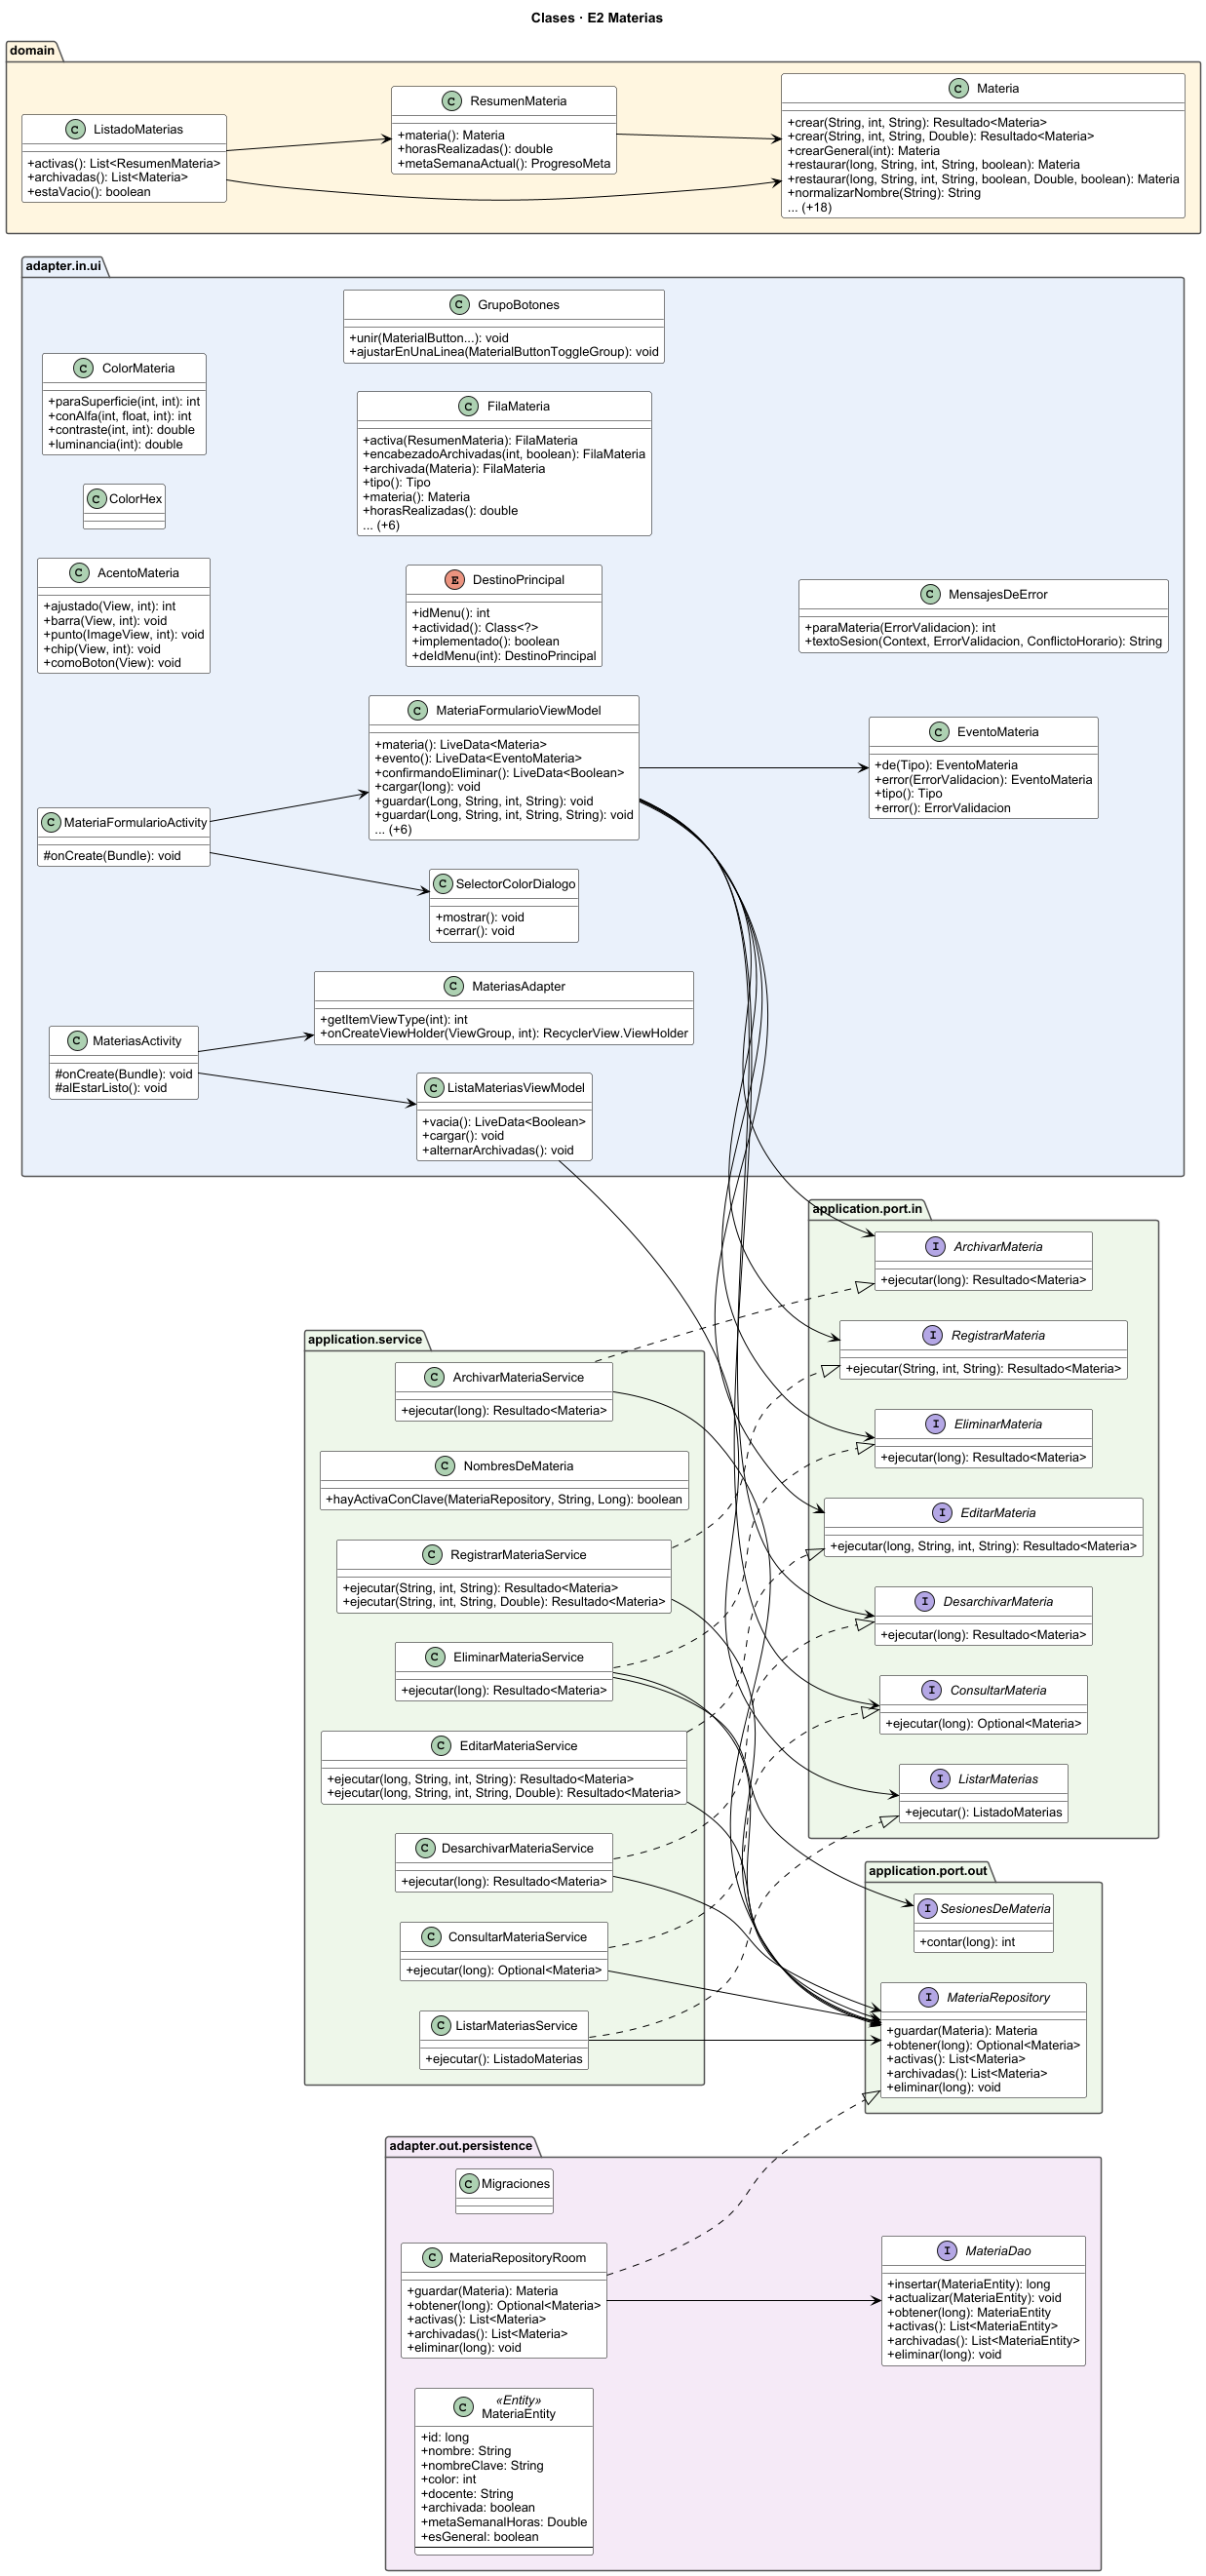 Clases · E2 Materias
domain
C ListadoMaterias
+activas(): List<ResumenMateria>
+archivadas(): List<Materia>
+estaVacio(): boolean
C ResumenMateria
+materia(): Materia
+horasRealizadas(): double
+metaSemanaActual(): ProgresoMeta
C Materia
+crear(String, int, String): Resultado<Materia>
+crear(String, int, String, Double): Resultado<Materia>
+crearGeneral(int): Materia
+restaurar(long, String, int, String, boolean): Materia
+restaurar(long, String, int, String, boolean, Double, boolean): Materia
+normalizarNombre(String): String
... (+18)
adapter.in.ui
C GrupoBotones
+unir(MaterialButton...): void
+ajustarEnUnaLinea(MaterialButtonToggleGroup): void
C ColorMateria
+paraSuperficie(int, int): int
+conAlfa(int, float, int): int
+contraste(int, int): double
+luminancia(int): double
C FilaMateria
+activa(ResumenMateria): FilaMateria
+encabezadoArchivadas(int, boolean): FilaMateria
+archivada(Materia): FilaMateria
+tipo(): Tipo
+materia(): Materia
+horasRealizadas(): double
... (+6)
C ColorHex
C AcentoMateria
+ajustado(View, int): int
+barra(View, int): void
+punto(ImageView, int): void
+chip(View, int): void
+comoBoton(View): void
E DestinoPrincipal
+idMenu(): int
+actividad(): Class<?>
+implementado(): boolean
+deIdMenu(int): DestinoPrincipal
C MensajesDeError
+paraMateria(ErrorValidacion): int
+textoSesion(Context, ErrorValidacion, ConflictoHorario): String
C MateriaFormularioViewModel
+materia(): LiveData<Materia>
+evento(): LiveData<EventoMateria>
+confirmandoEliminar(): LiveData<Boolean>
+cargar(long): void
+guardar(Long, String, int, String): void
+guardar(Long, String, int, String, String): void
... (+6)
C EventoMateria
+de(Tipo): EventoMateria
+error(ErrorValidacion): EventoMateria
+tipo(): Tipo
+error(): ErrorValidacion
C MateriaFormularioActivity
#onCreate(Bundle): void
C SelectorColorDialogo
+mostrar(): void
+cerrar(): void
C MateriasAdapter
+getItemViewType(int): int
+onCreateViewHolder(ViewGroup, int): RecyclerView.ViewHolder
C MateriasActivity
#onCreate(Bundle): void
#alEstarListo(): void
C ListaMateriasViewModel
+vacia(): LiveData<Boolean>
+cargar(): void
+alternarArchivadas(): void
application.port.in
I ArchivarMateria
+ejecutar(long): Resultado<Materia>
I RegistrarMateria
+ejecutar(String, int, String): Resultado<Materia>
I EliminarMateria
+ejecutar(long): Resultado<Materia>
I EditarMateria
+ejecutar(long, String, int, String): Resultado<Materia>
I DesarchivarMateria
+ejecutar(long): Resultado<Materia>
I ConsultarMateria
+ejecutar(long): Optional<Materia>
I ListarMaterias
+ejecutar(): ListadoMaterias
application.service
C ArchivarMateriaService
+ejecutar(long): Resultado<Materia>
C NombresDeMateria
+hayActivaConClave(MateriaRepository, String, Long): boolean
C RegistrarMateriaService
+ejecutar(String, int, String): Resultado<Materia>
+ejecutar(String, int, String, Double): Resultado<Materia>
C EliminarMateriaService
+ejecutar(long): Resultado<Materia>
C EditarMateriaService
+ejecutar(long, String, int, String): Resultado<Materia>
+ejecutar(long, String, int, String, Double): Resultado<Materia>
C DesarchivarMateriaService
+ejecutar(long): Resultado<Materia>
C ConsultarMateriaService
+ejecutar(long): Optional<Materia>
C ListarMateriasService
+ejecutar(): ListadoMaterias
application.port.out
I SesionesDeMateria
+contar(long): int
I MateriaRepository
+guardar(Materia): Materia
+obtener(long): Optional<Materia>
+activas(): List<Materia>
+archivadas(): List<Materia>
+eliminar(long): void
adapter.out.persistence
C Migraciones
C MateriaRepositoryRoom
+guardar(Materia): Materia
+obtener(long): Optional<Materia>
+activas(): List<Materia>
+archivadas(): List<Materia>
+eliminar(long): void
I MateriaDao
+insertar(MateriaEntity): long
+actualizar(MateriaEntity): void
+obtener(long): MateriaEntity
+activas(): List<MateriaEntity>
+archivadas(): List<MateriaEntity>
+eliminar(long): void
«Entity»
C MateriaEntity
+id: long
+nombre: String
+nombreClave: String
+color: int
+docente: String
+archivada: boolean
+metaSemanalHoras: Double
+esGeneral: boolean